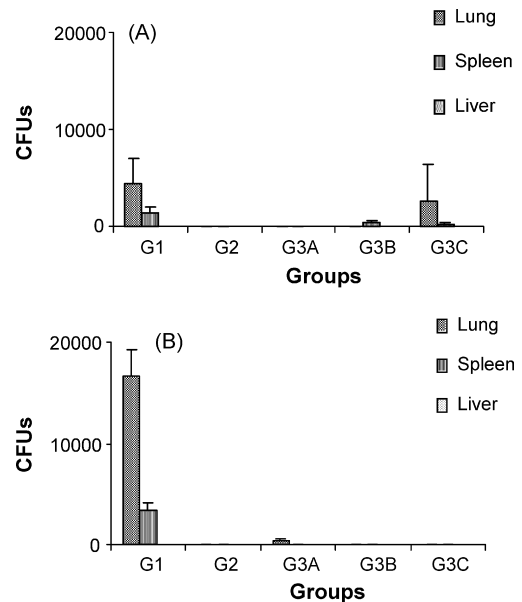 (A)
20000
10000
0
CFUs
G1 G2 G3A G3B G3C
Groups
Lung
Spleen
Liver
(B)
20000
10000
0
CFUs
G1 G2 G3A G3B G3C
Groups
Lung
Spleen
Liver